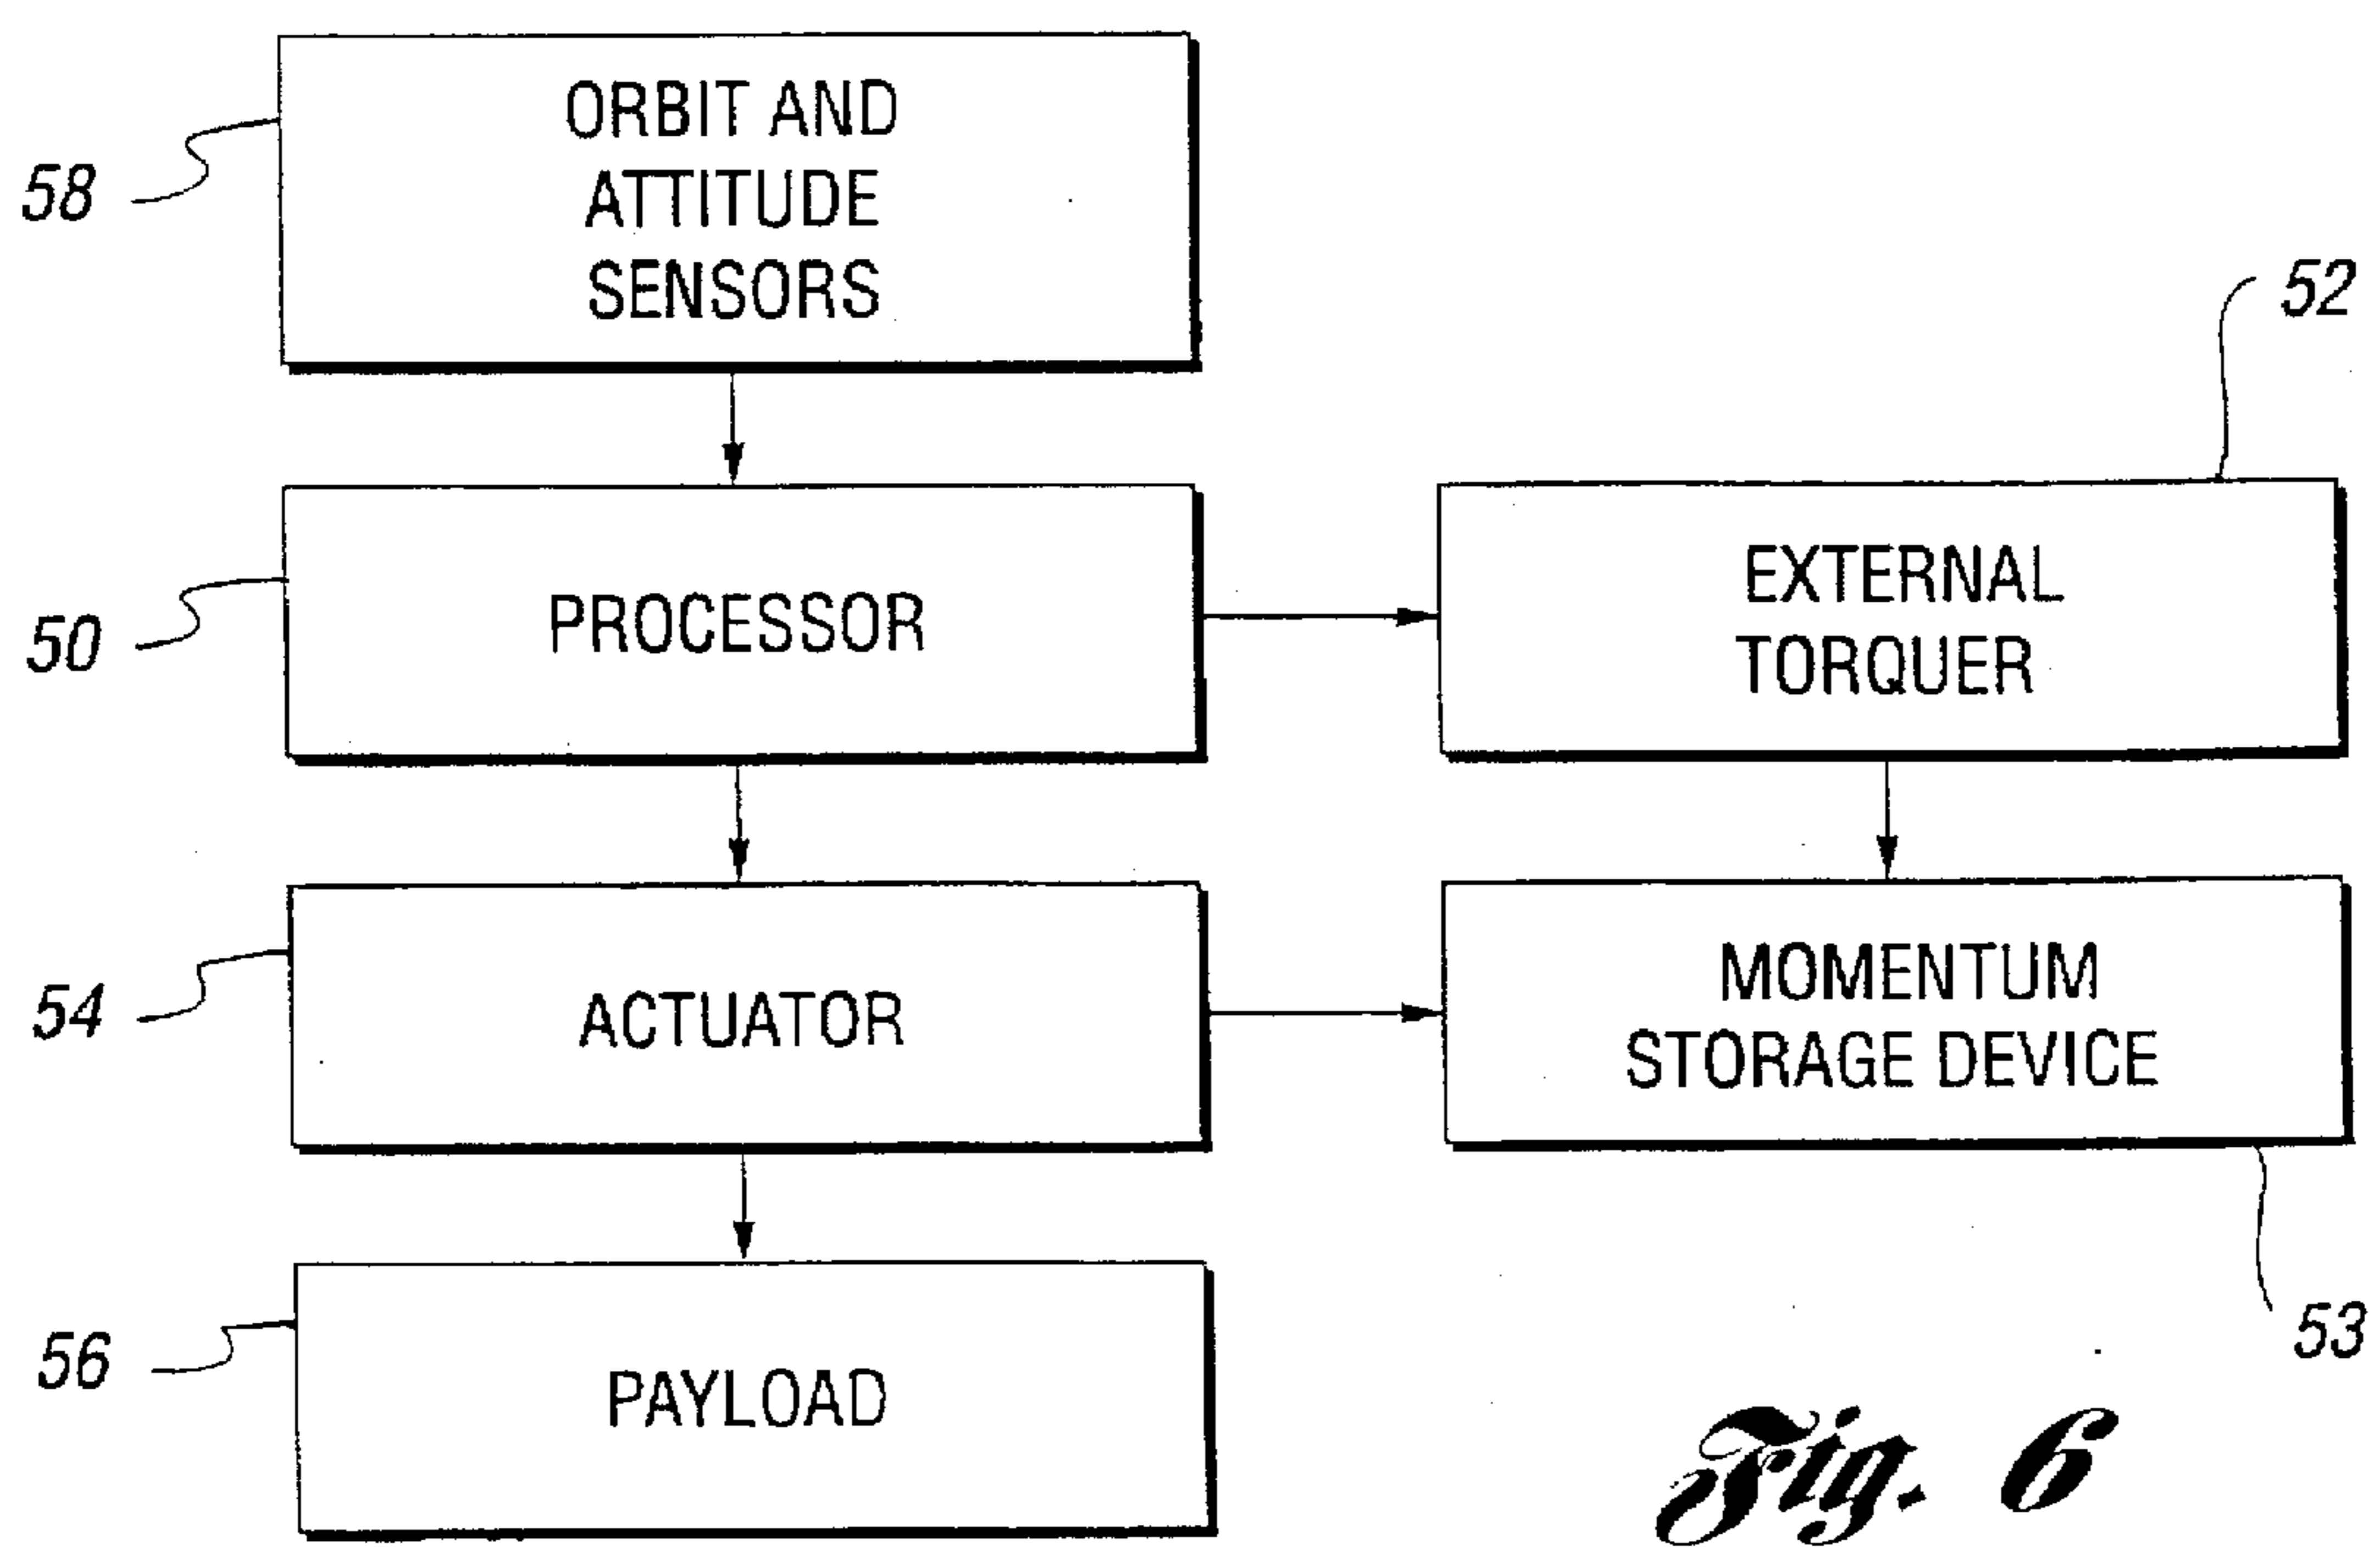 ORBIT AND
ATTITUDE
SENSORS
58
52
PROCESSOR
50
EXTERNAL
TORQUER
ACTUATOR
54
MOMENTUM
STORAGE DEVICE
53
PAYLOAD
56
Fig. 6